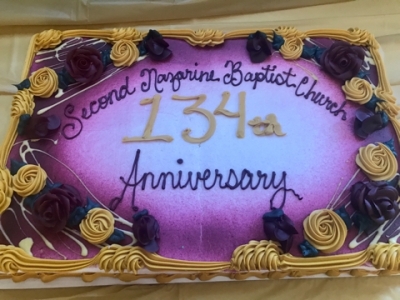 Second Nazarine Baptist Church
134th
Anniversary